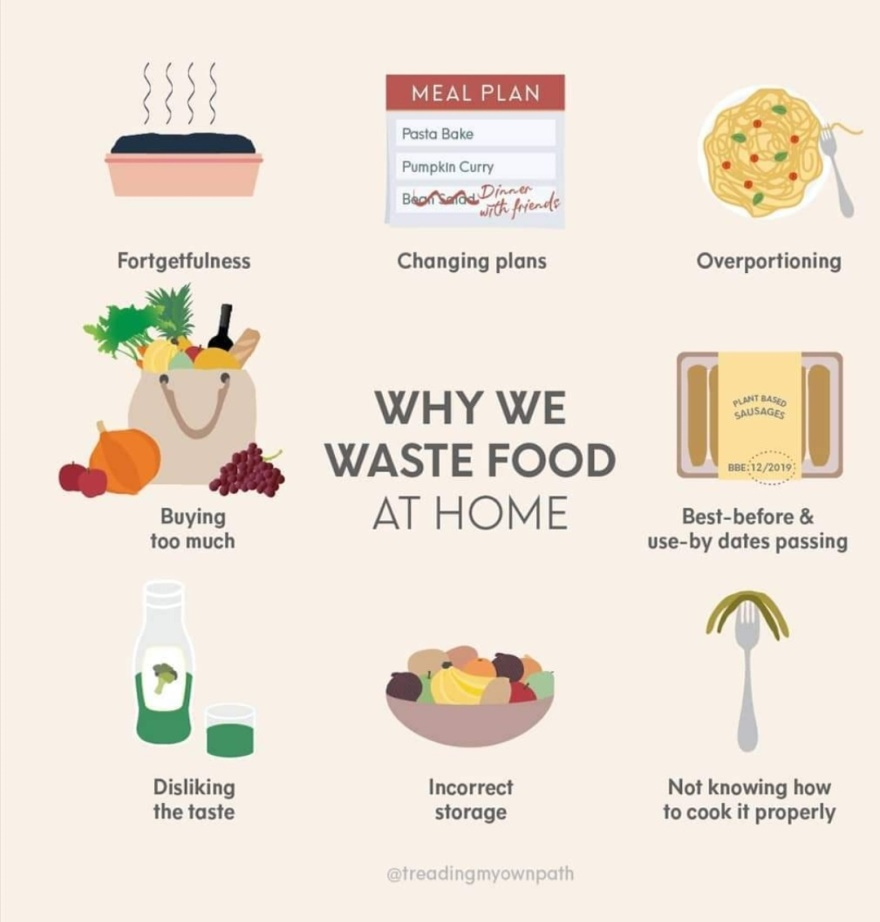 MEAL PLAN
Pasta Bake
Pumpkin Curry
Bean Salad Dinner
with friends
Fortgetfulness
Changing plans
Overportioning
WHY WE
WASTE FOOD
AT HOME
PLANT BASED
SAUSAGES
BBE: 12/2019
Buying
too much
Best-before &
use-by dates passing
Disliking
the taste
Incorrect
storage
Not knowing how
to cook it properly
@treadingmyownpath